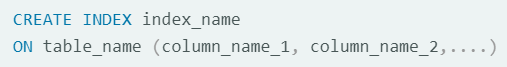 CREATE INDEX index_name
ON table_name (column_name_1, column_name_2,....)